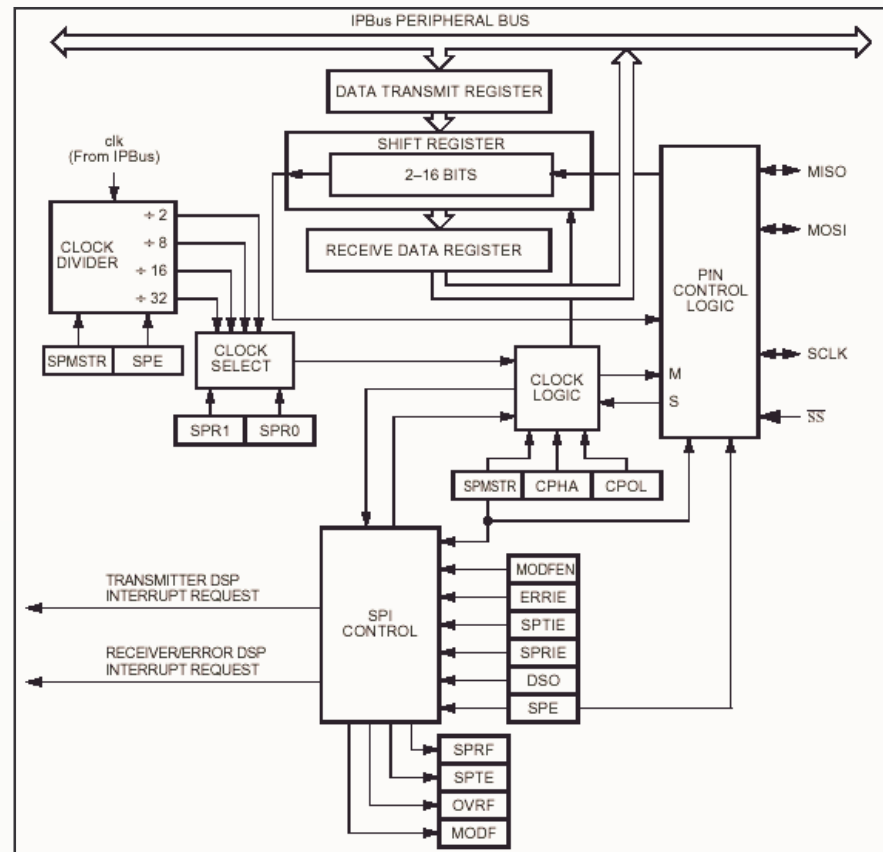 IPBus PERIPHERAL BUS
DATA TRANSMIT REGISTER
SHIFT REGISTER
2–16 BITS
RECEIVE DATA REGISTER
clk
(From IPBus)
CLOCK
DIVIDER
÷ 2
÷ 8
÷ 16
÷ 32
SPMSTR
SPE
CLOCK
SELECT
SPR1
SPR0
CLOCK
LOGIC
M
S
PIN
CONTROL
LOGIC
MISO
MOSI
SCLK
SS
SPMSTR
CPHA
CPOL
SPI
CONTROL
MODFEN
ERRIE
SPTIE
SPRIE
DSO
SPE
TRANSMITTER DSP
INTERRUPT REQUEST
RECEIVER/ERROR DSP
INTERRUPT REQUEST
SPRF
SPTE
OVRF
MODF